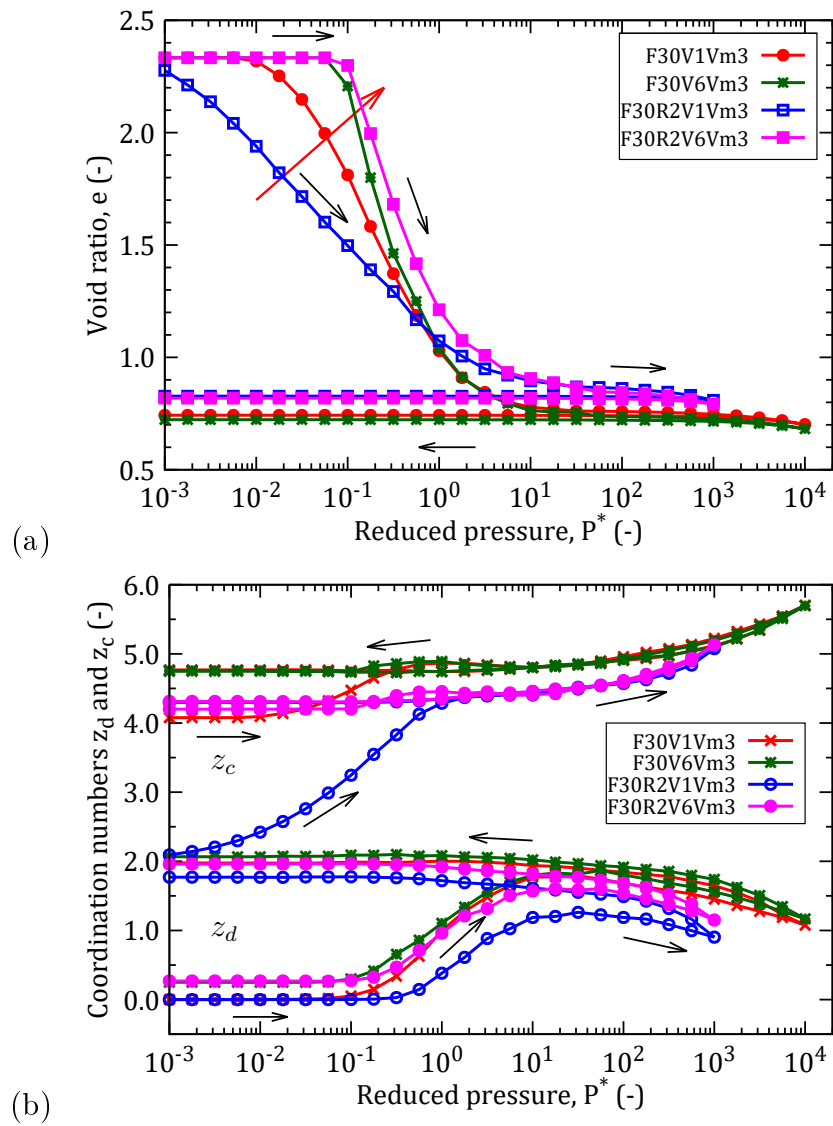 2.5
2.0
1.5
1.0
0.5
Void ratio, e (-)
F30V1Vm3
F30V6Vm3
F30R2V1Vm3
F30R2V6Vm3
10^-3 10^-2 10^-1 10^0 10^1 10^2 10^3 10^4
Reduced pressure, P^* (-)
(a)
6.0
5.0
4.0
3.0
2.0
1.0
0.0
Coordination numbers z_d and z_c (-)
z_c
F30V1Vm3
F30V6Vm3
F30R2V1Vm3
F30R2V6Vm3
z_d
10^-3 10^-2 10^-1 10^0 10^1 10^2 10^3 10^4
Reduced pressure, P^* (-)
(b)